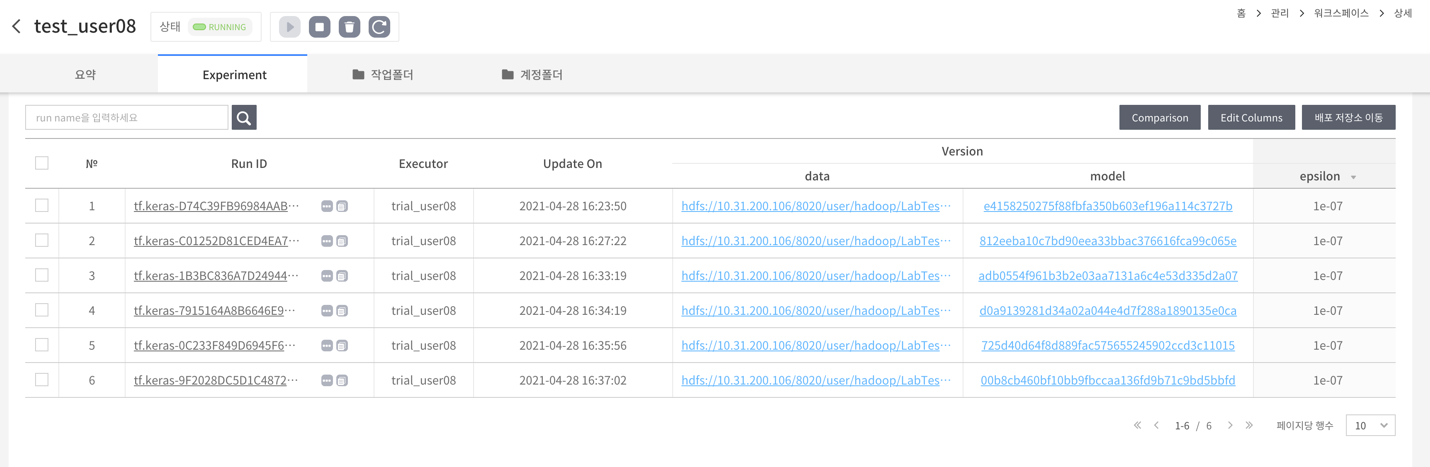 test_user08 상태 RUNNING
홈 > 관리 > 워크스페이스 > 상세
요약 Experiment 작업폴더 계정폴더
run name을 입력하세요
Comparison Edit Columns 배포 저장소 이동
№ Run ID Executor Update On Version
data model epsilon
1 tf.keras-D74C39FB96984AAB··· trial_user08 2021-04-28 16:23:50 hdfs://10.31.200.106/8020/user/hadoop/LabTes··· e4158250275f88fbfa350b603ef196a114c3727b 1e-07
2 tf.keras-C01252D81CED4EA7··· trial_user08 2021-04-28 16:27:22 hdfs://10.31.200.106/8020/user/hadoop/LabTes··· 812eeba10c7bd90eea33bbac376616fca99c065e 1e-07
3 tf.keras-1B3BC836A7D24944··· trial_user08 2021-04-28 16:33:19 hdfs://10.31.200.106/8020/user/hadoop/LabTes··· adb0554f961b3b2e03aa7131a6c4e53d335d2a07 1e-07
4 tf.keras-7915164A8B6646E9··· trial_user08 2021-04-28 16:34:19 hdfs://10.31.200.106/8020/user/hadoop/LabTes··· d0a9139281d34a02a044e4d7f288a1890135e0ca 1e-07
5 tf.keras-0C233F849D6945F6··· trial_user08 2021-04-28 16:35:56 hdfs://10.31.200.106/8020/user/hadoop/LabTes··· 725d40d64f8d889fac575655245902ccd3c11015 1e-07
6 tf.keras-9F2028DC5D1C4872··· trial_user08 2021-04-28 16:37:02 hdfs://10.31.200.106/8020/user/hadoop/LabTes··· 00b8cb460bf10bb9fbccaa136fd9b71c9bd5bbfd 1e-07
1-6 / 6 페이지당 행수 10